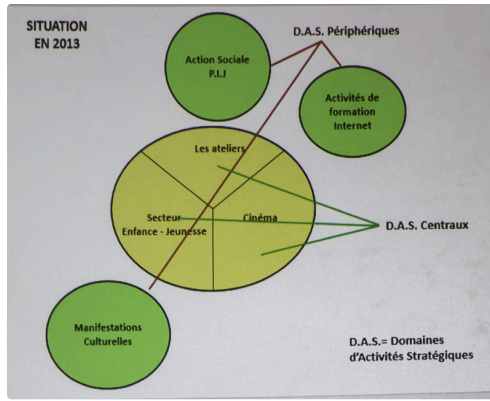 SITUATION
EN 2013
D.A.S. Périphériques
Action Sociale
P.I.J
Activités de
formation
Internet
Les ateliers
Secteur
Enfance - Jeunesse
Cinéma
D.A.S. Centraux
Manifestations
Culturelles
D.A.S.= Domaines
d'Activités Stratégiques